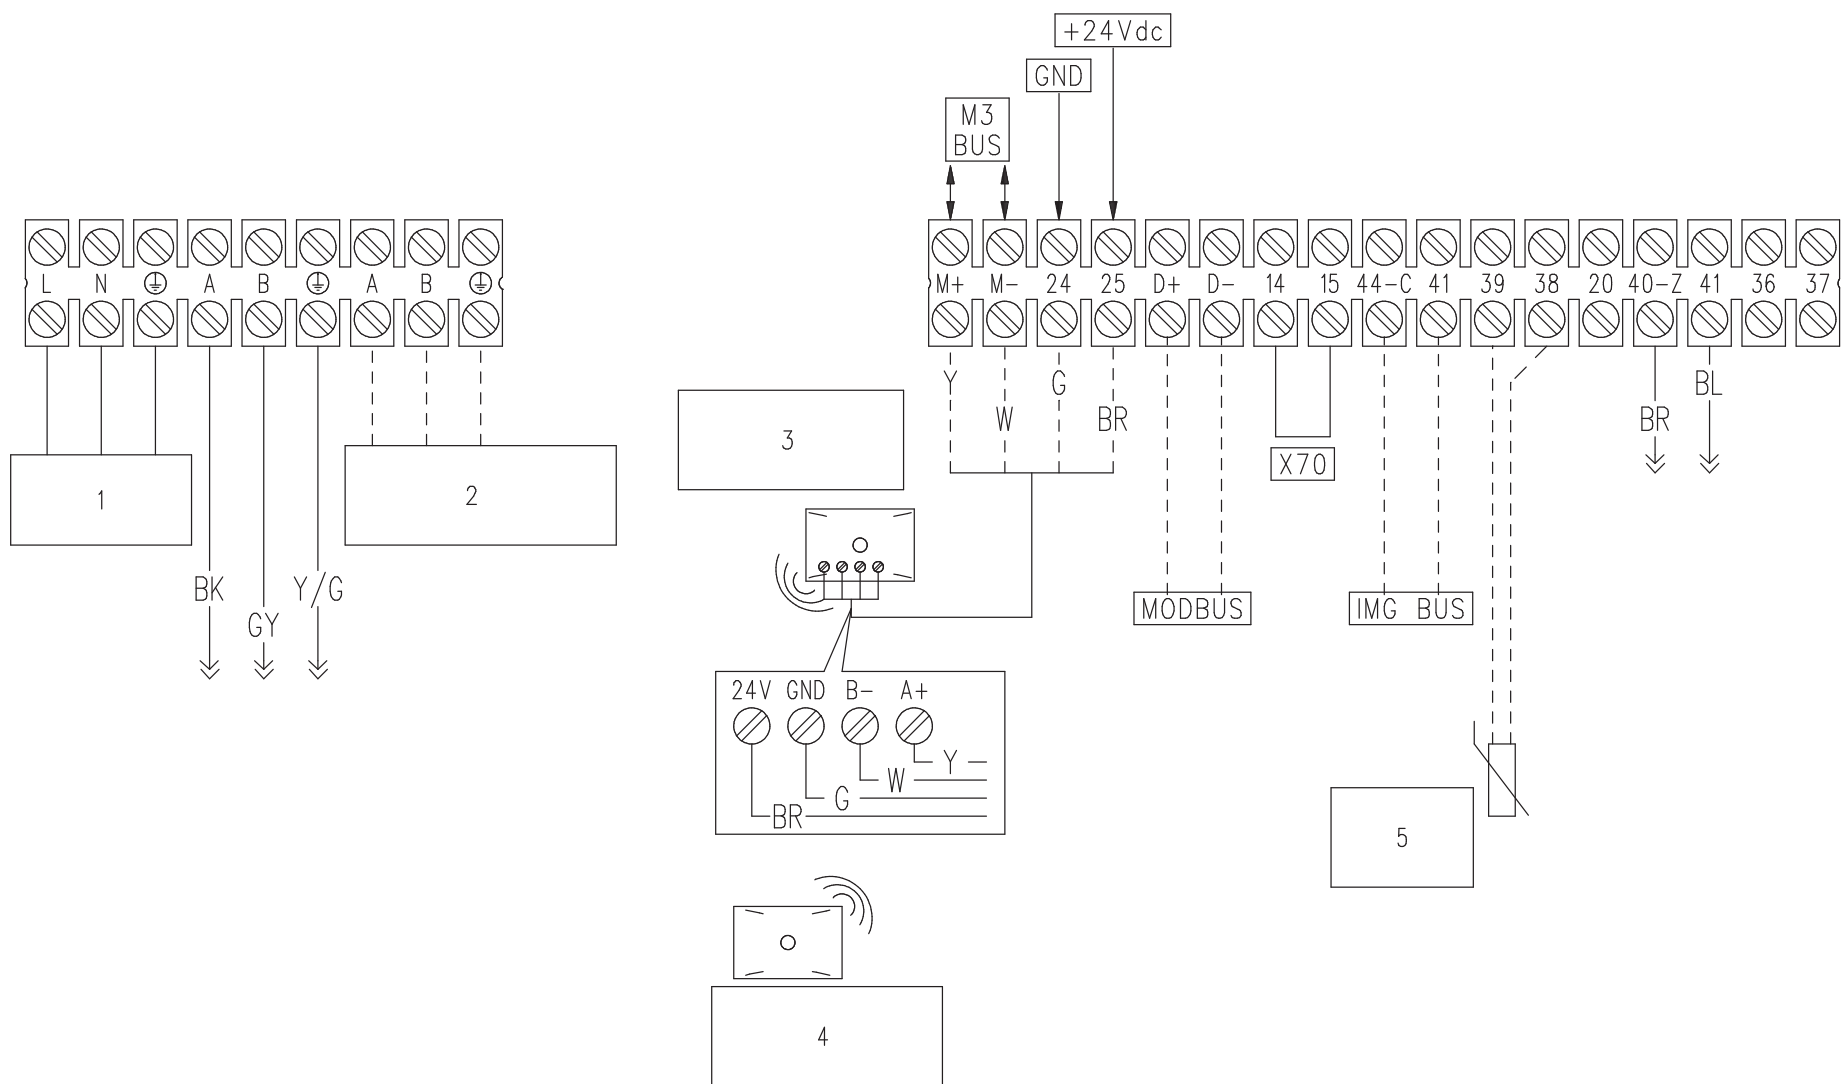 +24Vdc
GND
M3
BUS
L N A B A B
M+ M- 24 25 D+ D- 14 15 44-C 41 39 38 20 40-Z 41 36 37
Y G BL
W BR BR
3
X70
1 2
BK Y/G
GY
MODBUS IMG BUS
24V GND B- A+
Y
W
G
BR
5
4